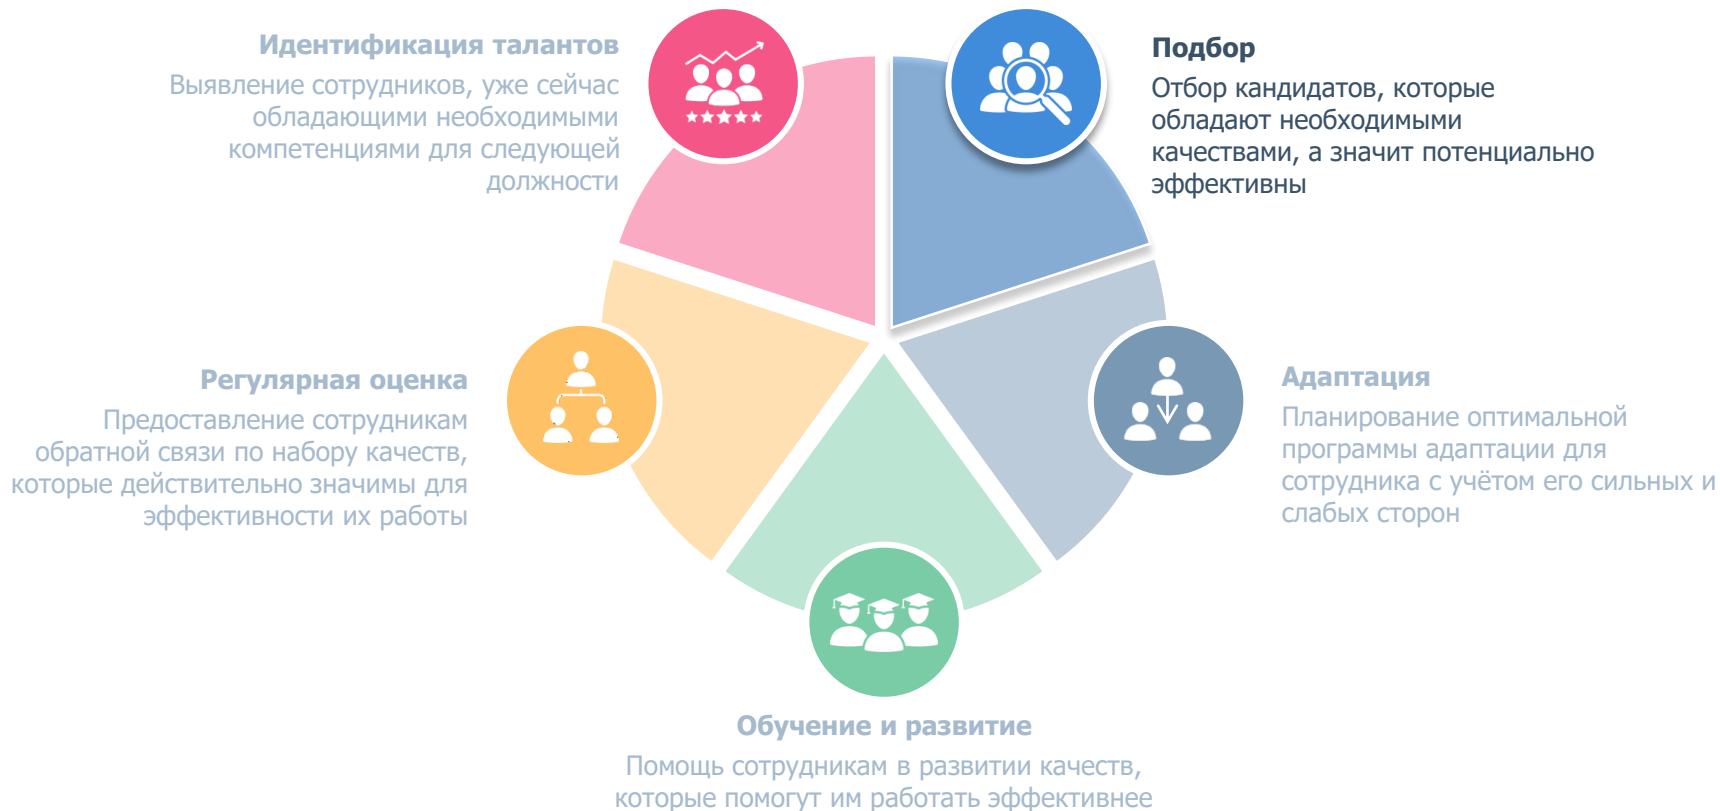 Идентификация талантов
Выявление сотрудников, уже сейчас
обладающими необходимыми
компетенциями для следующей
должности
Подбор
Отбор кандидатов, которые
обладают необходимыми
качествами, а значит потенциально
эффективны
Регулярная оценка
Предоставление сотрудникам
обратной связи по набору качеств,
которые действительно значимы для
эффективности их работы
Адаптация
Планирование оптимальной
программы адаптации для
сотрудника с учётом его сильных и
слабых сторон
Обучение и развитие
Помощь сотрудникам в развитии качеств,
которые помогут им работать эффективнее